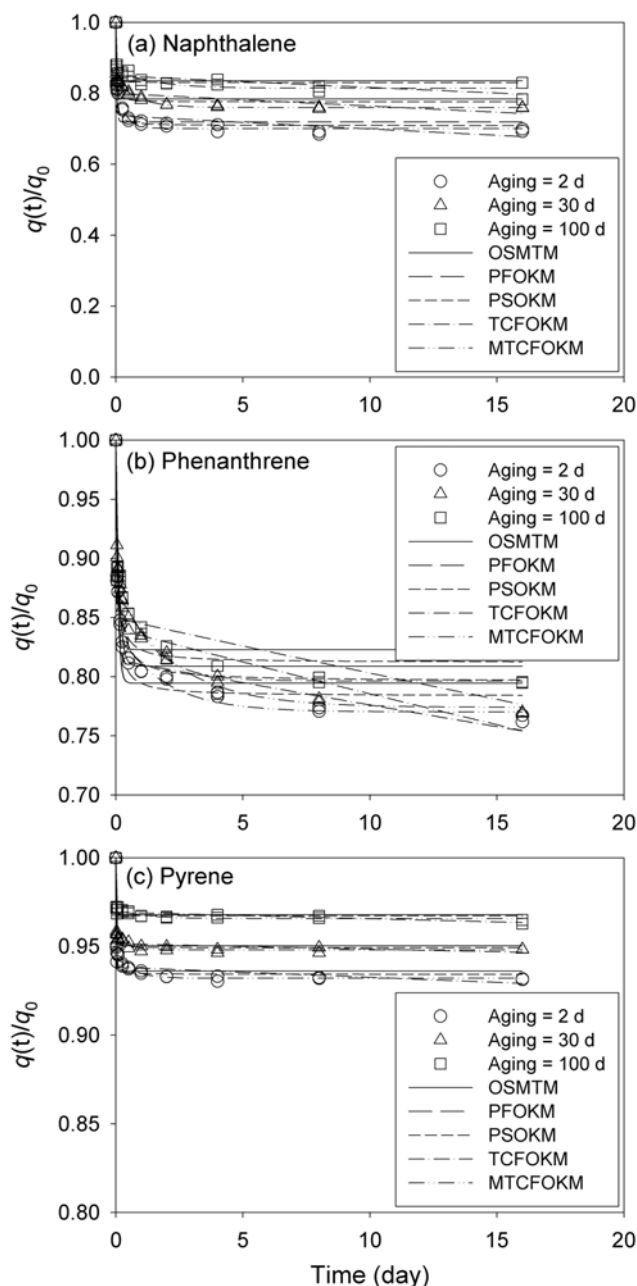 (a) Naphthalene
1.0
0.8
0.6
0.4
0.2
0.0
q(t)/q0
Aging = 2 d
Aging = 30 d
Aging = 100 d
OSMTM
PFOKM
PSOKM
TCFOKM
MTCFOKM
0 5 10 15 20
(b) Phenanthrene
1.00
0.95
0.90
0.85
0.80
0.75
0.70
q(t)/q0
Aging = 2 d
Aging = 30 d
Aging = 100 d
OSMTM
PFOKM
PSOKM
TCFOKM
MTCFOKM
0 5 10 15 20
(c) Pyrene
1.00
0.95
0.90
0.85
0.80
q(t)/q0
Aging = 2 d
Aging = 30 d
Aging = 100 d
OSMTM
PFOKM
PSOKM
TCFOKM
MTCFOKM
0 5 10 15 20
Time (day)